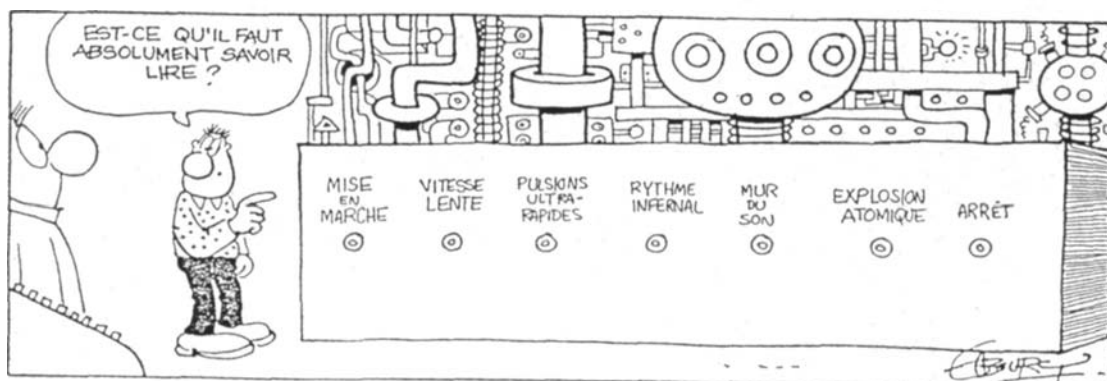 EST-CE QU'IL FAUT
ABSOLUMENT SAVOIR
LIRE ?
MISE
EN
MARCHE
VITESSE
LENTE
PULSIONS
ULTRA-
RAPIDES
RYTHME
INFERNAL
MUR
DU
SON
EXPLOSION
ATOMIQUE
ARRÊT